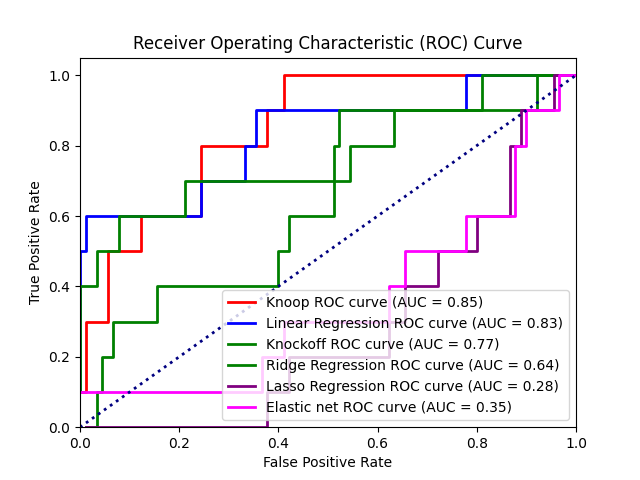 Receiver Operating Characteristic (ROC) Curve
True Positive Rate
1.0
0.8
0.6
0.4
0.2
0.0
Knoop ROC curve (AUC = 0.85)
Linear Regression ROC curve (AUC = 0.83)
Knockoff ROC curve (AUC = 0.77)
Ridge Regression ROC curve (AUC = 0.64)
Lasso Regression ROC curve (AUC = 0.28)
Elastic net ROC curve (AUC = 0.35)
0.0 0.2 0.4 0.6 0.8 1.0
False Positive Rate